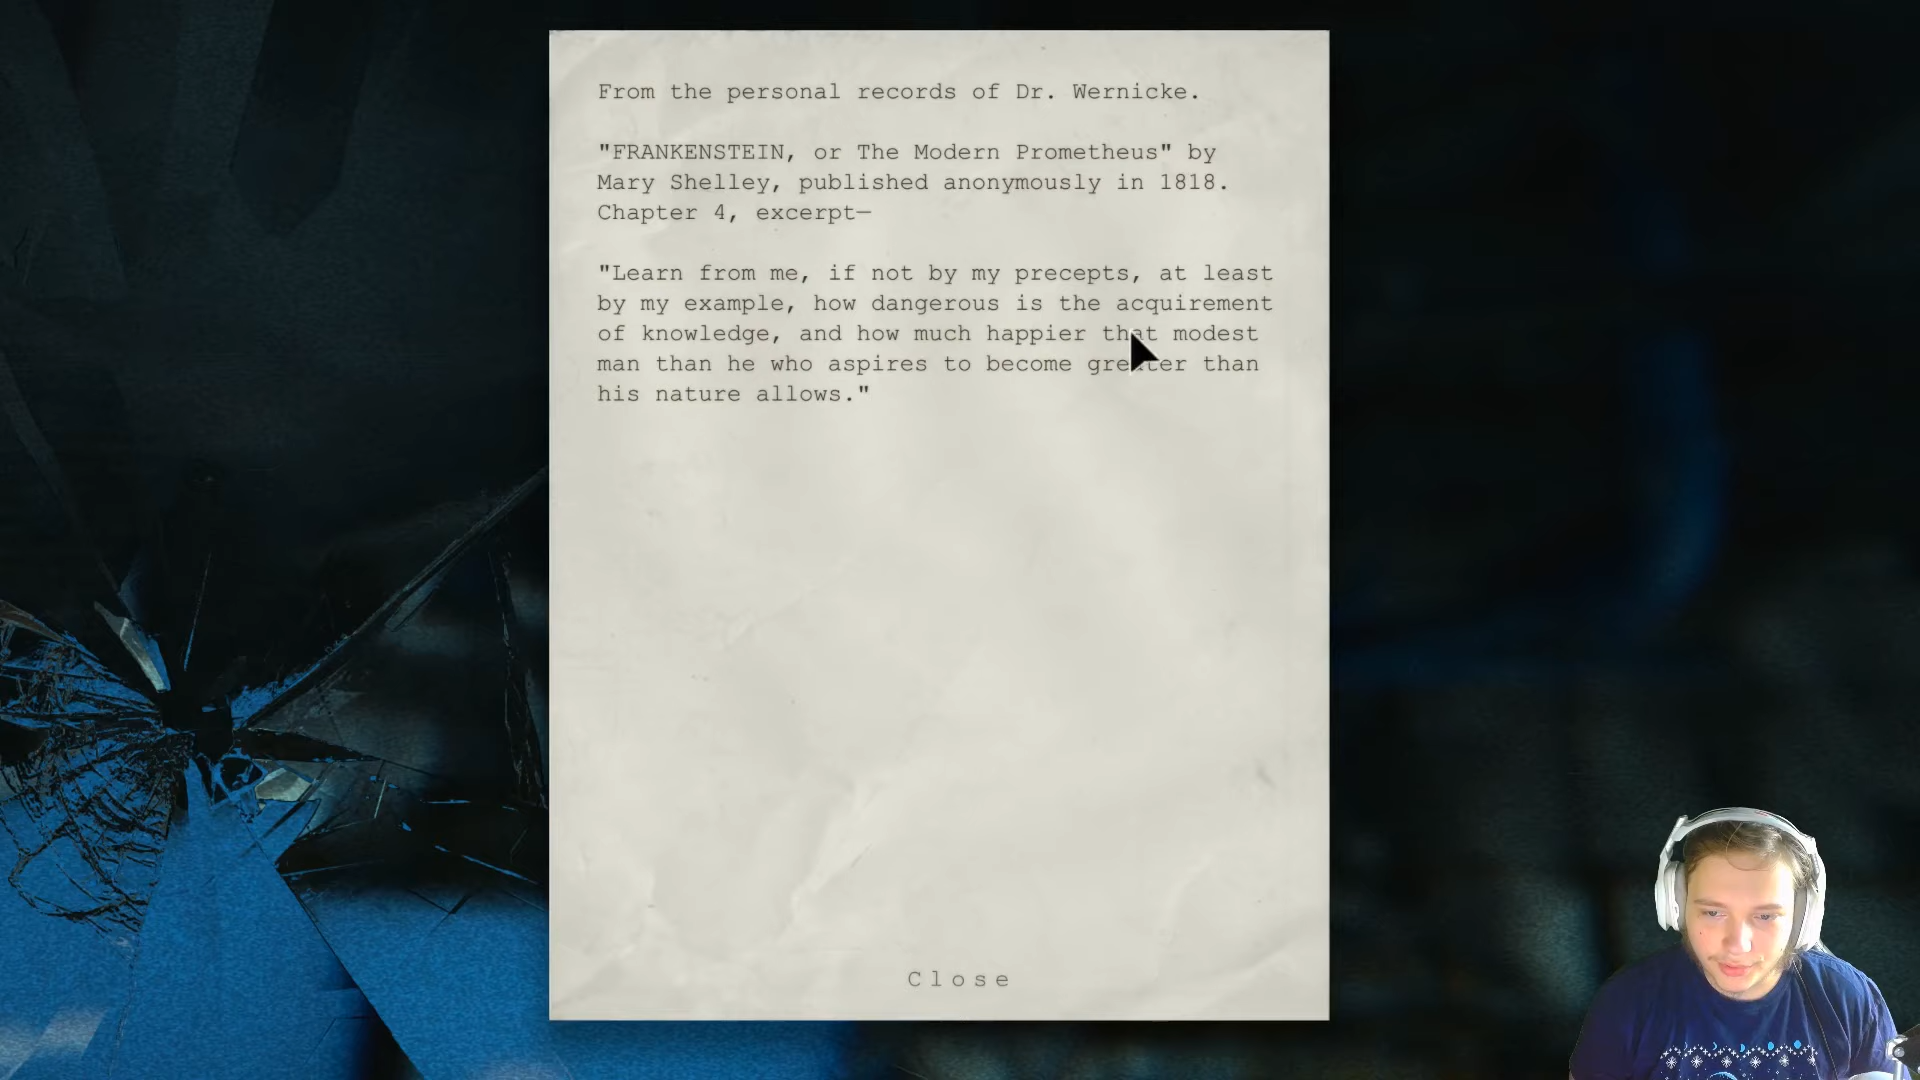 From the personal records of Dr. Wernicke.
"FRANKENSTEIN, or The Modern Prometheus" by
Mary Shelley, published anonymously in 1818.
Chapter 4, excerpt—
"Learn from me, if not by my precepts, at least
by my example, how dangerous is the acquirement
of knowledge, and how much happier that modest
man than he who aspires to become greater than
his nature allows."
Close